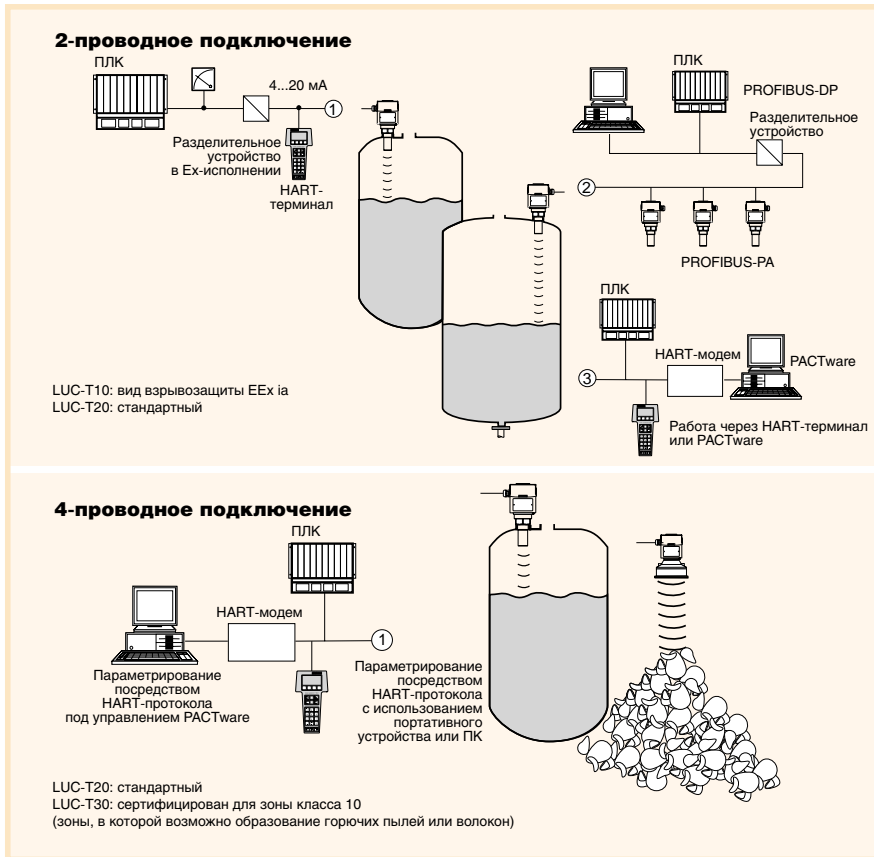 2-проводное подключение
ПЛК
4...20 мА
1
Разделительное
устройство
в Ex-исполнении
HART-
терминал
ПЛК
PROFIBUS-DP
Разделительное
устройство
2
PROFIBUS-PA
ПЛК
HART-модем
PACTware
3
Работа через HART-терминал
или PACTware
LUC-T10: вид взрывозащиты EEx ia
LUC-T20: стандартный
4-проводное подключение
ПЛК
HART-модем
1
Параметрирование
посредством
HART-протокола
под управлением PACTware
Параметрирование
посредством
HART-протокола
с использованием
портативного
устройства или ПК
LUC-T20: стандартный
LUC-T30: сертифицирован для зоны класса 10
(зоны, в которой возможно образование горючих пылей или волокон)